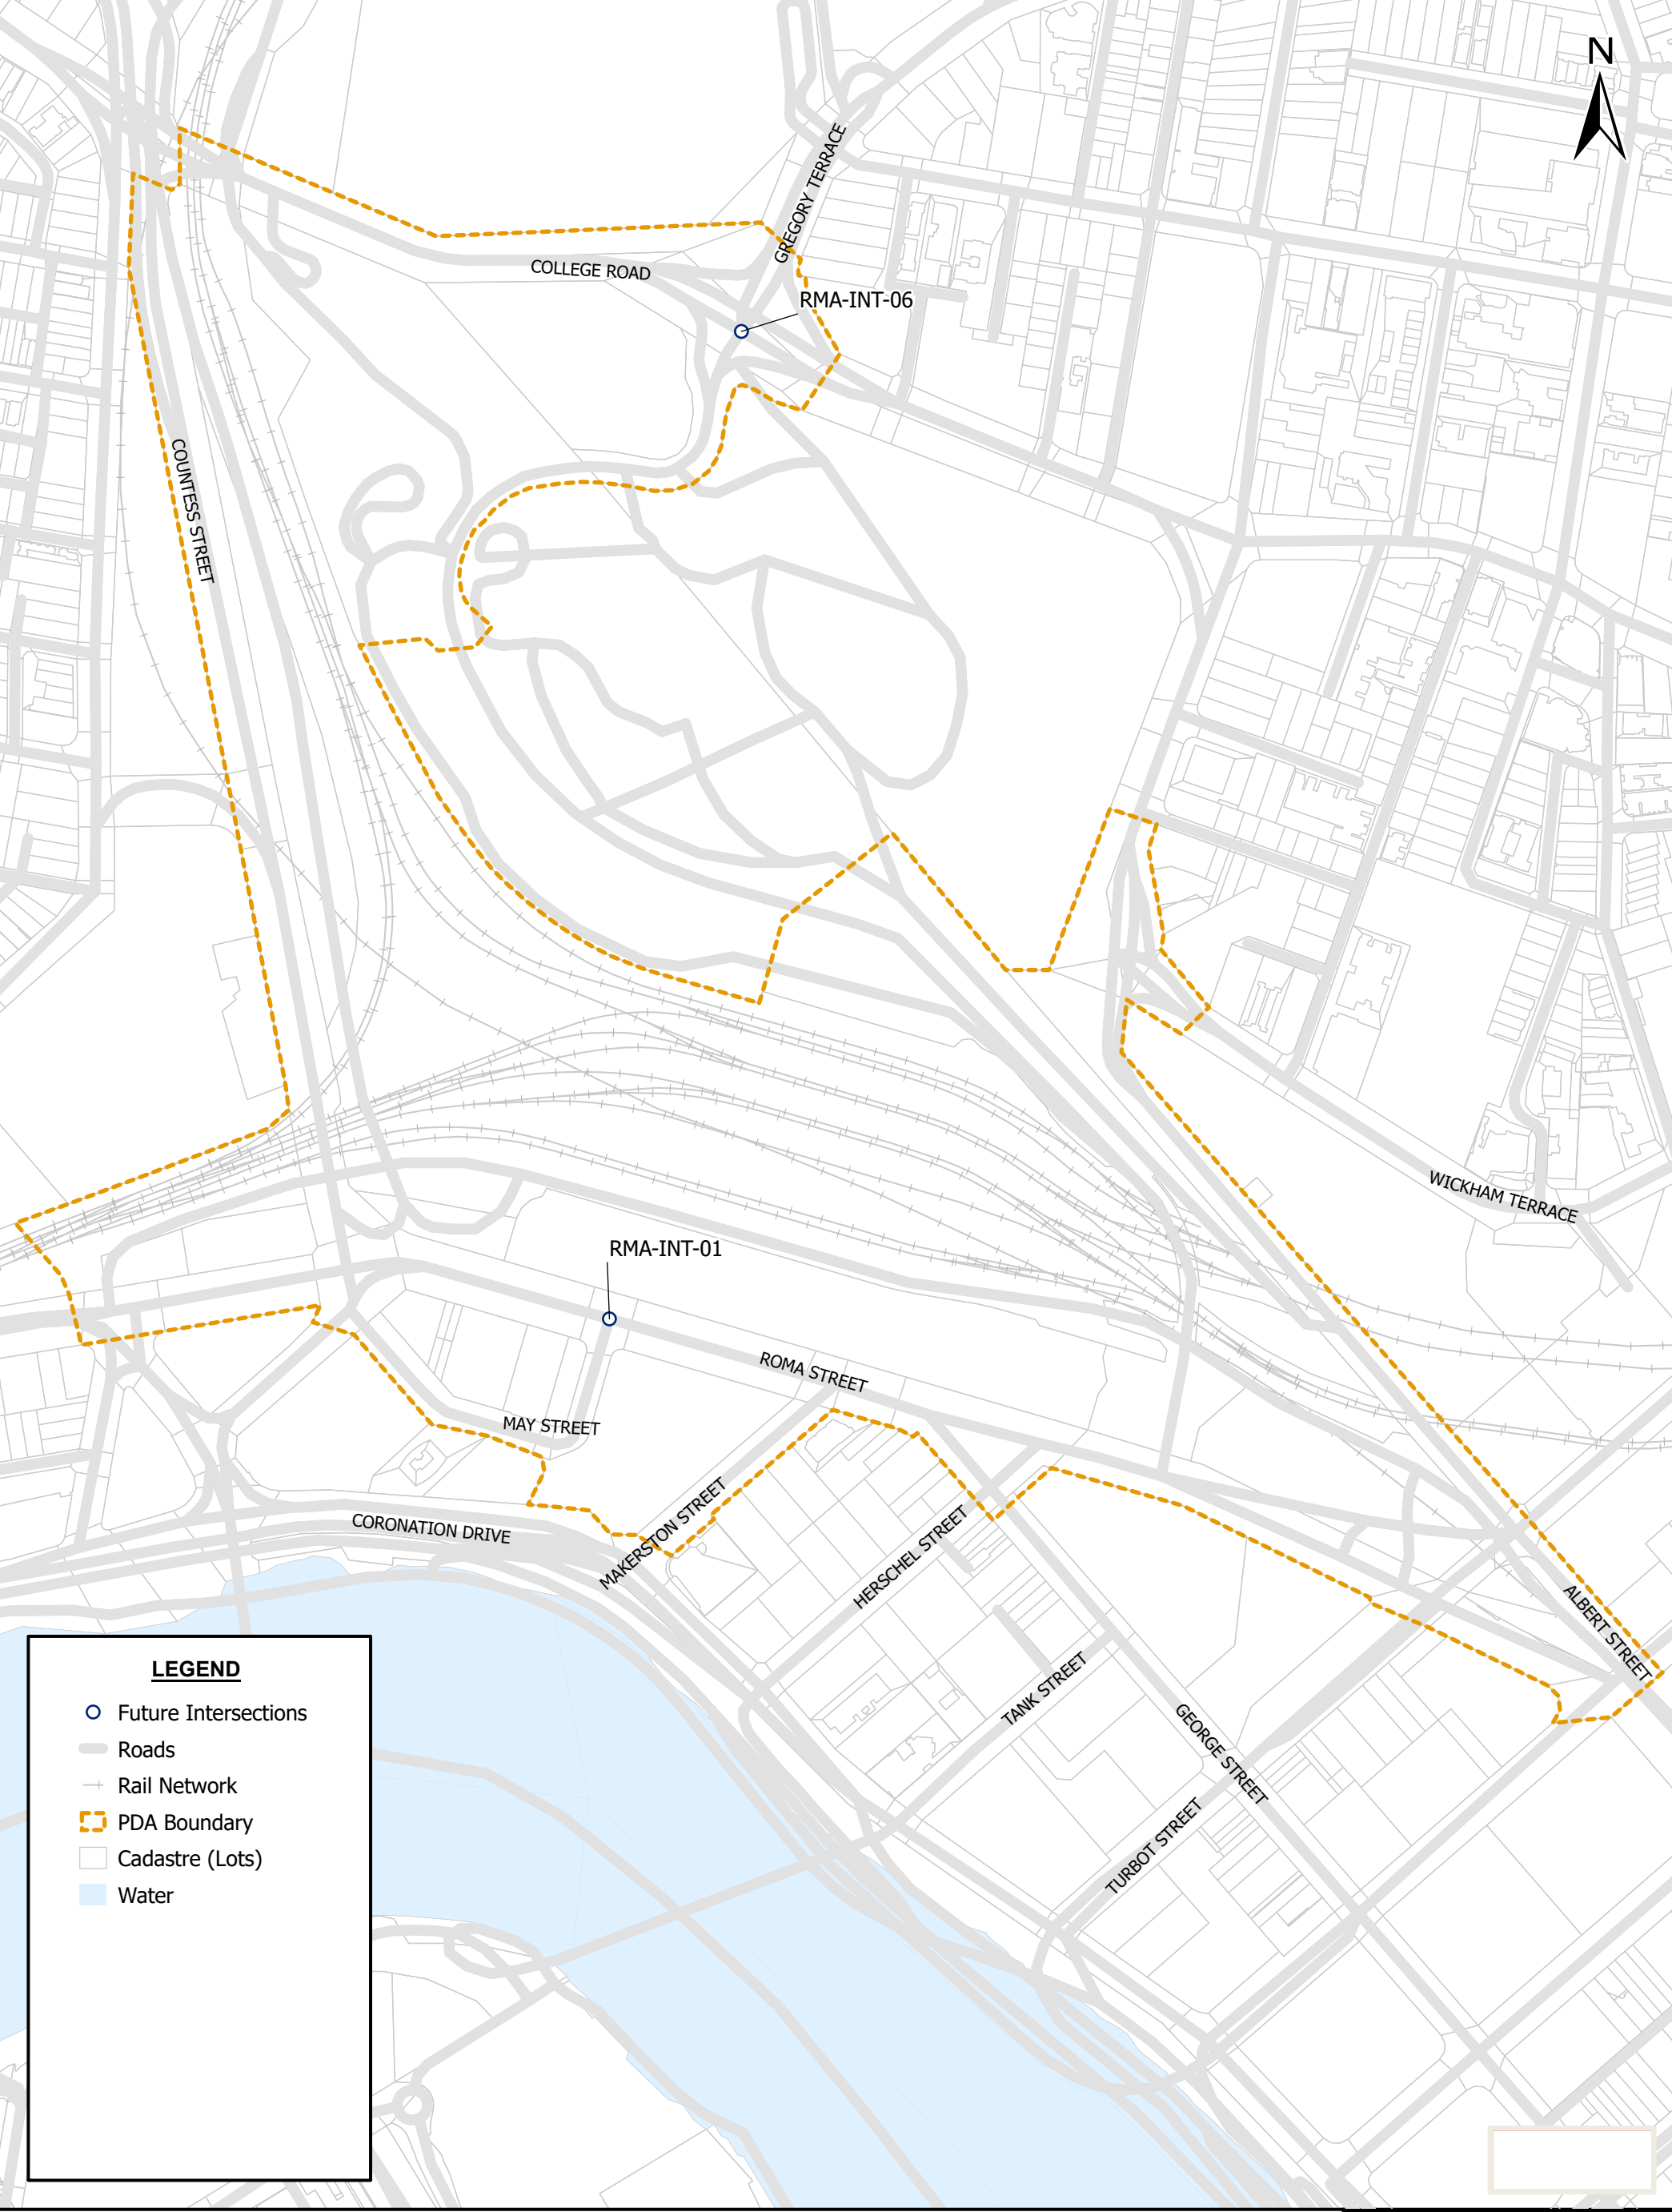 N
GREGORY TERRACE
COLLEGE ROAD
RMA-INT-06
COUNTESS STREET
WICKHAM TERRACE
RMA-INT-01
ROMA STREET
MAY STREET
MAKERSTON STREET
CORONATION DRIVE
HERSCHEL STREET
ALBERT STREET
TANK STREET
GEORGE STREET
TURBOT STREET
LEGEND
Future Intersections
Roads
Rail Network
PDA Boundary
Cadastre (Lots)
Water